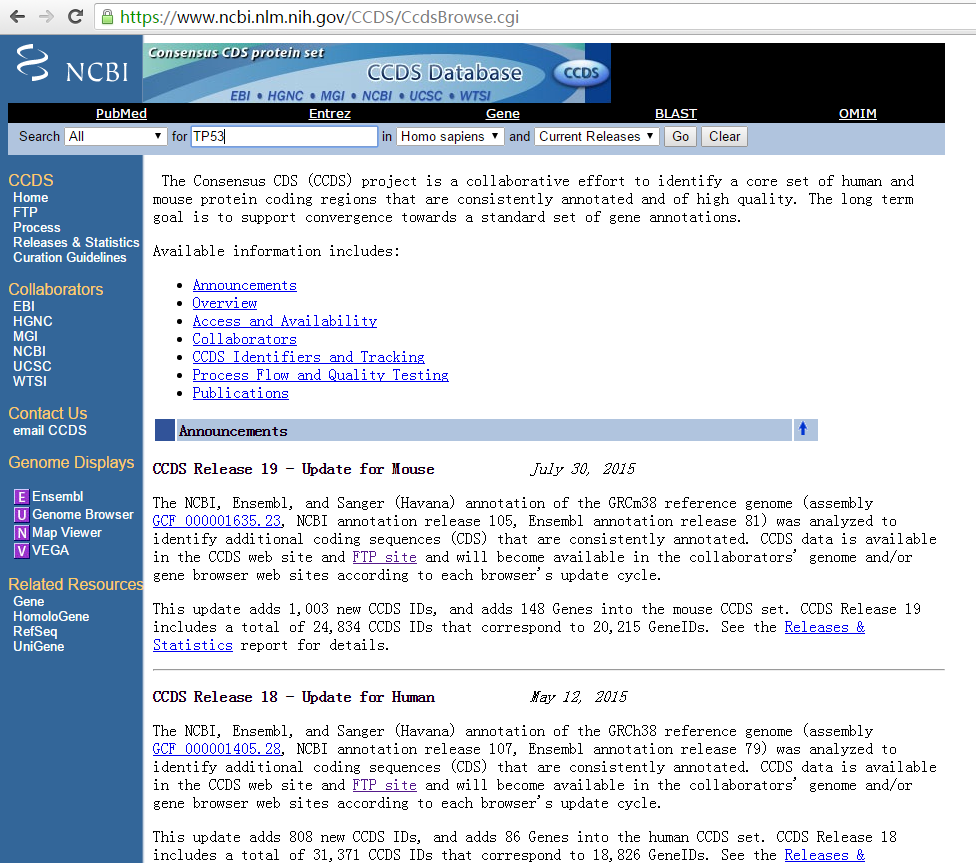 https://www.ncbi.nlm.nih.gov/CCDS/CcdsBrowse.cgi
NCBI
Consensus CDS protein set
CCDS Database
CCDS
EBI • HGNC • MGI • NCBI • UCSC • WTSI
PubMed Entrez Gene BLAST OMIM
Search All for TP53 in Homo sapiens and Current Releases Go Clear
CCDS
Home
FTP
Process
Releases & Statistics
Curation Guidelines
Collaborators
EBI
HGNC
MGI
NCBI
UCSC
WTSI
Contact Us
email CCDS
Genome Displays
E Ensembl
U Genome Browser
N Map Viewer
V VEGA
Related Resources
Gene
HomoloGene
RefSeq
UniGene
The Consensus CDS (CCDS) project is a collaborative effort to identify a core set of human and
mouse protein coding regions that are consistently annotated and of high quality. The long term
goal is to support convergence towards a standard set of gene annotations.
Available information includes:
• Announcements
• Overview
• Access and Availability
• Collaborators
• CCDS Identifiers and Tracking
• Process Flow and Quality Testing
• Publications
Announcements
CCDS Release 19 - Update for Mouse July 30, 2015
The NCBI, Ensembl, and Sanger (Havana) annotation of the GRCm38 reference genome (assembly
GCF_000001635.23, NCBI annotation release 105, Ensembl annotation release 81) was analyzed to
identify additional coding sequences (CDS) that are consistently annotated. CCDS data is available
in the CCDS web site and FTP site and will become available in the collaborators' genome and/or
gene browser web sites according to each browser's update cycle.
This update adds 1,003 new CCDS IDs, and adds 148 Genes into the mouse CCDS set. CCDS Release 19
includes a total of 24,834 CCDS IDs that correspond to 20,215 GeneIDs. See the Releases &
Statistics report for details.
CCDS Release 18 - Update for Human May 12, 2015
The NCBI, Ensembl, and Sanger (Havana) annotation of the GRCh38 reference genome (assembly
GCF_000001405.28, NCBI annotation release 107, Ensembl annotation release 79) was analyzed to
identify additional coding sequences (CDS) that are consistently annotated. CCDS data is available
in the CCDS web site and FTP site and will become available in the collaborators' genome and/or
gene browser web sites according to each browser's update cycle.
This update adds 808 new CCDS IDs, and adds 86 Genes into the human CCDS set. CCDS Release 18
includes a total of 31,371 CCDS IDs that correspond to 18,826 GeneIDs. See the Releases &